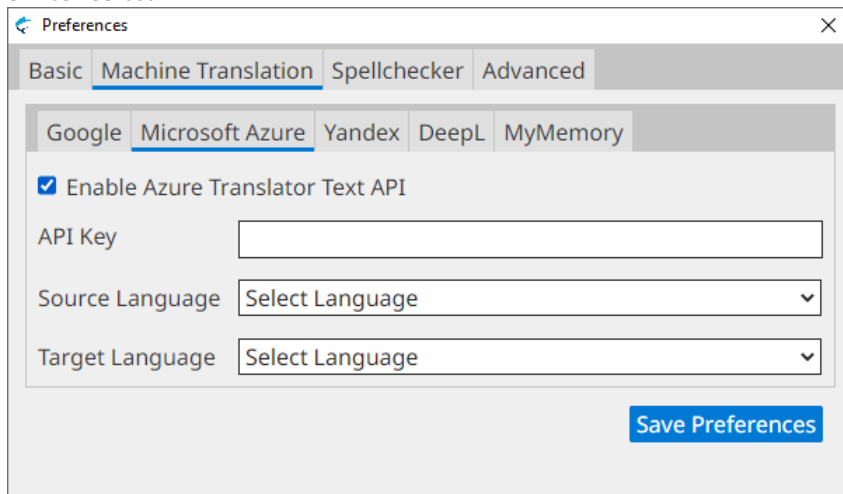 Preferences
Basic Machine Translation Spellchecker Advanced
Google Microsoft Azure Yandex DeepL MyMemory
Enable Azure Translator Text API
API Key
Source Language Select Language
Target Language Select Language
Save Preferences